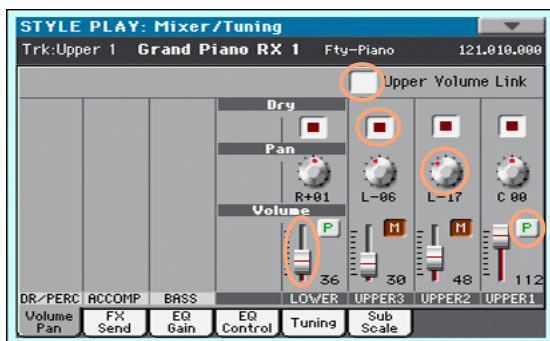 STYLE PLAY: Mixer/Tuning
Trk:Upper 1 Grand Piano RX 1 Fty-Piano 121.010.000
Upper Volume Link
Dry
Pan
R+01 L-06 L-17 C 00
Volume
P M M P
36 30 48 112
DR/PERC ACCOMP BASS LOWER UPPER3 UPPER2 UPPER1
Volume Pan FX Send EQ Gain EQ Control Tuning Sub Scale